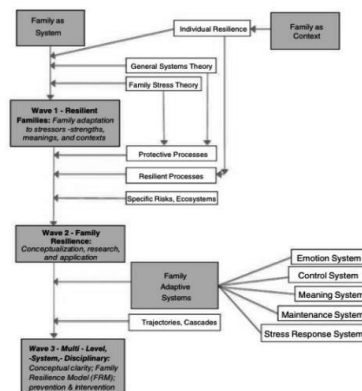 Family as
System
Individual Resilience
Family as
Context
General Systems Theory
Family Stress Theory
Wave 1 - Resilient
Families: Family adaptation
to stressors -strengths,
meanings, and contexts
Protective Processes
Resilient Processes
Specific Risks, Ecosystems
Wave 2 - Family
Resilience:
Conceptualization, research,
and application
Family
Adaptive
Systems
Emotion System
Control System
Meaning System
Maintenance System
Stress Response System
Trajectories, Cascades
Wave 3 - Multi - Level,
-System,- Disciplinary:
Conceptual clarity; Family
Resilience Model (FRM);
prevention & intervention